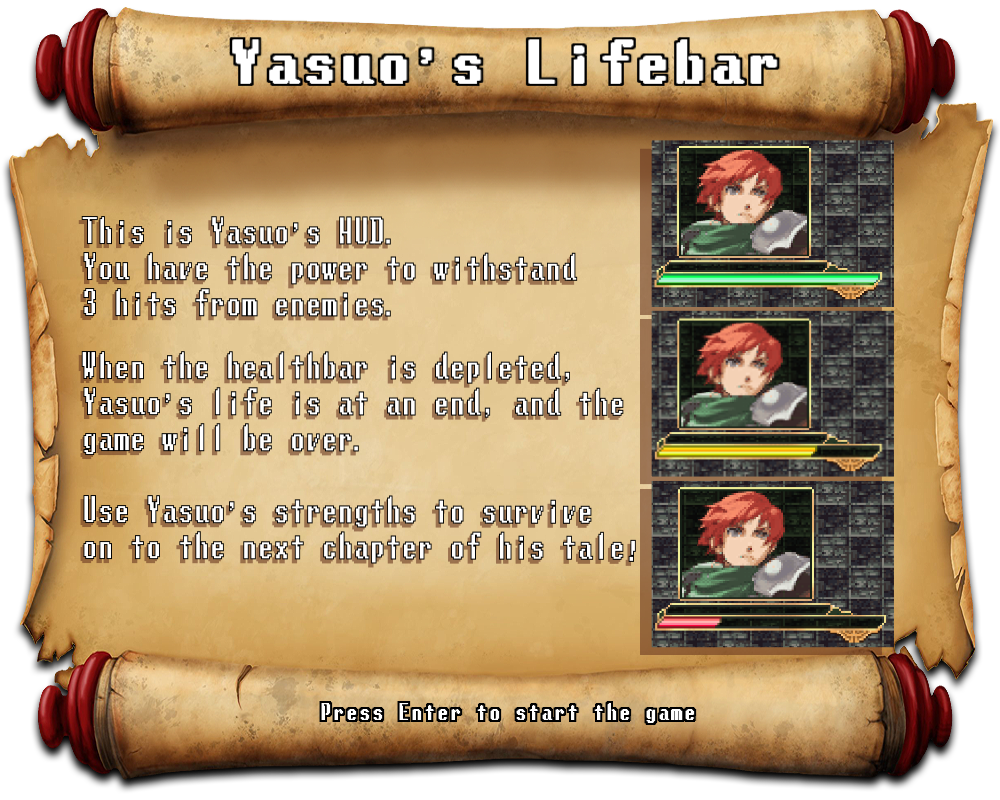 Yasuo's Lifebar
This is Yasuo's HUD.
You have the power to withstand
3 hits from enemies.
When the healthbar is depleted,
Yasuo's life is at an end, and the
game will be over.
Use Yasuo's strengths to survive
on to the next chapter of his tale!
Press Enter to start the game